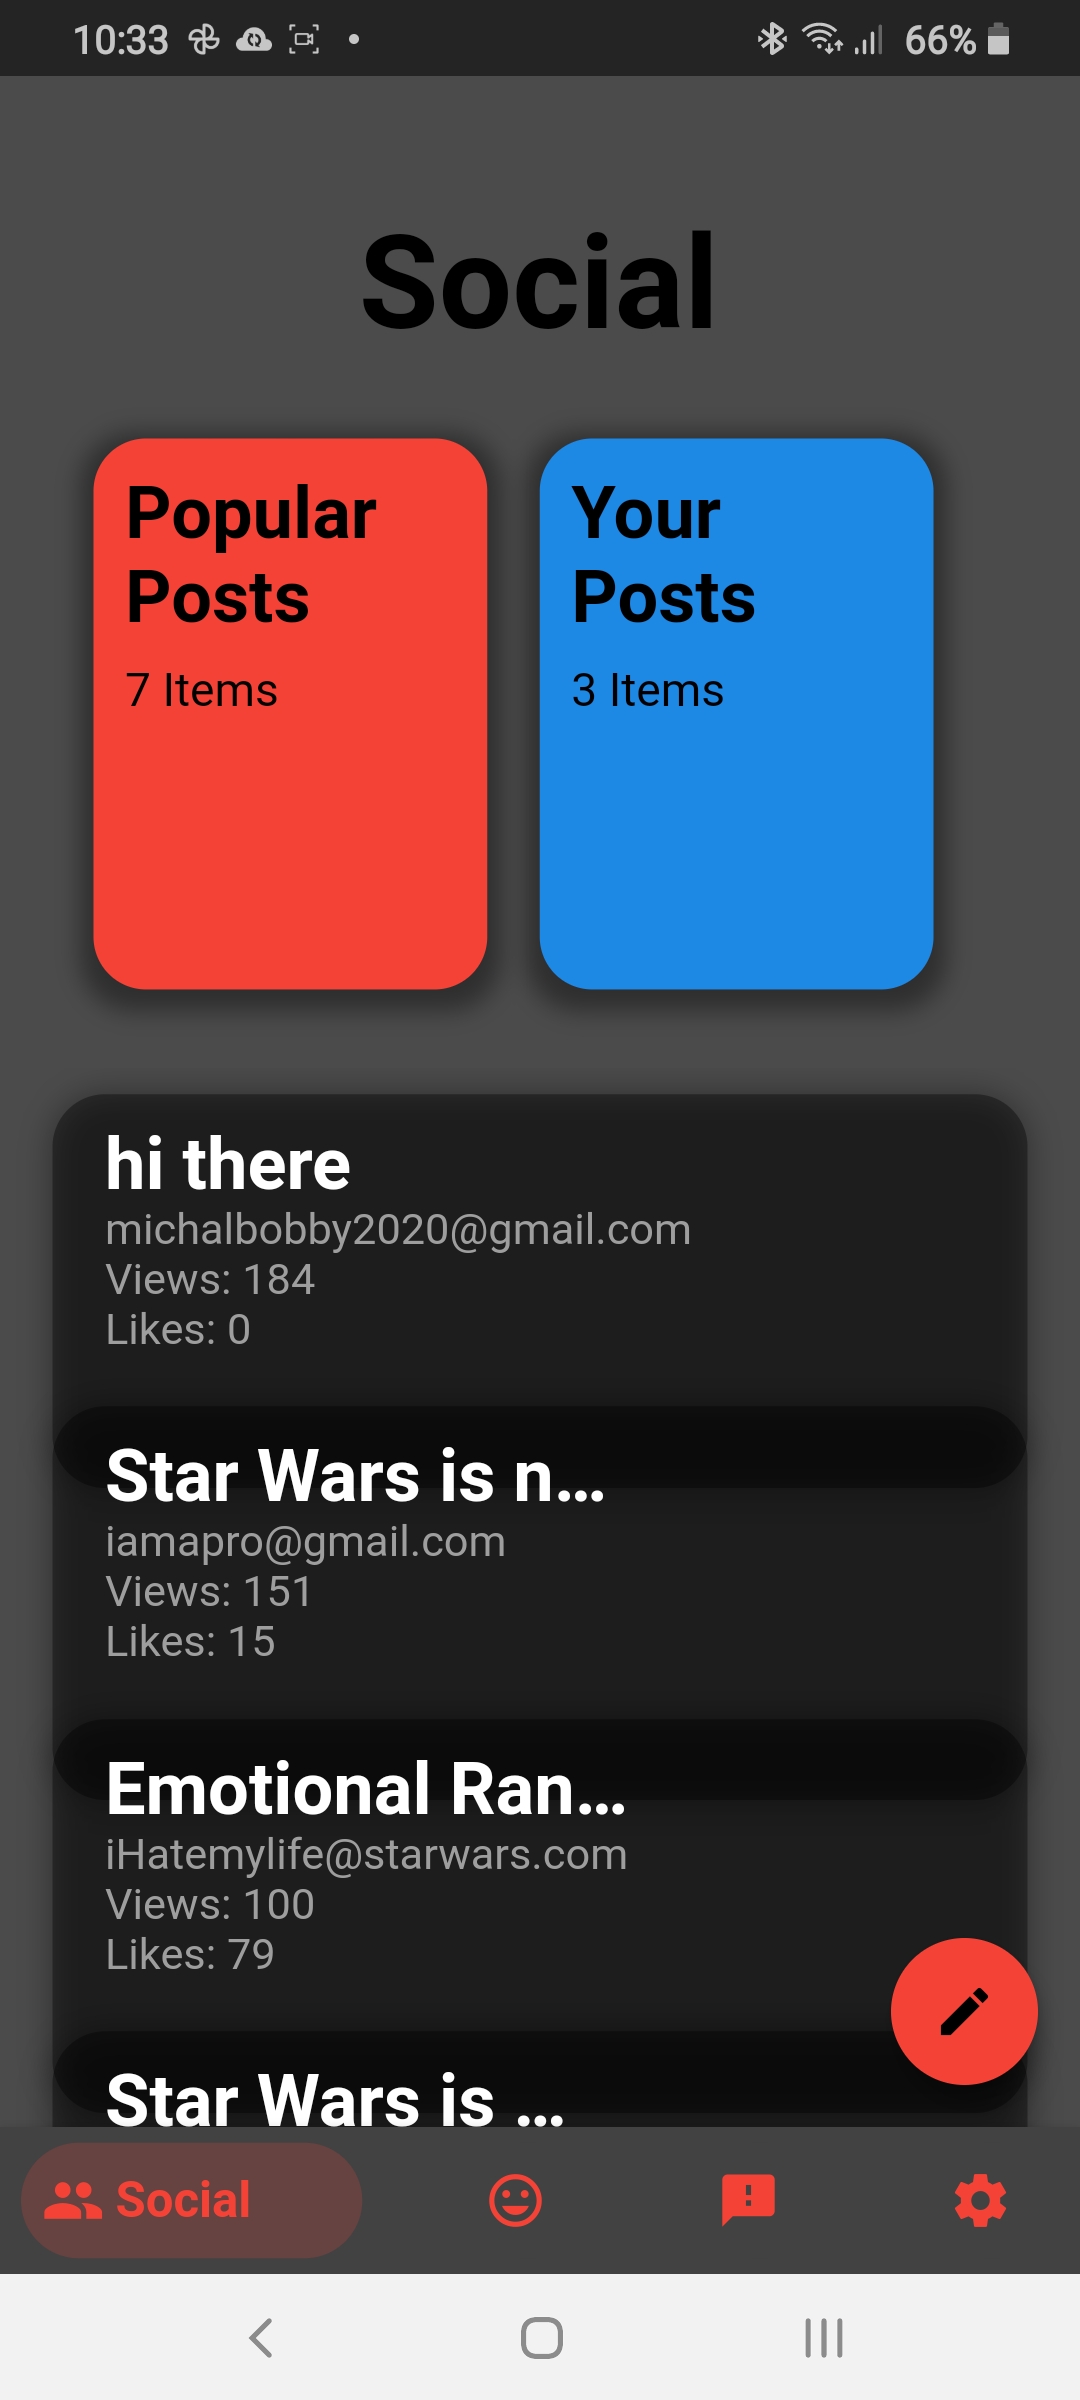 10:33
66%
Social
Popular
Posts
7 Items
Your
Posts
3 Items
hi there
michalbobby2020@gmail.com
Views: 184
Likes: 0
Star Wars is n...
iamapro@gmail.com
Views: 151
Likes: 15
Emotional Ran...
iHatemylife@starwars.com
Views: 100
Likes: 79
Star Wars is ...
Social